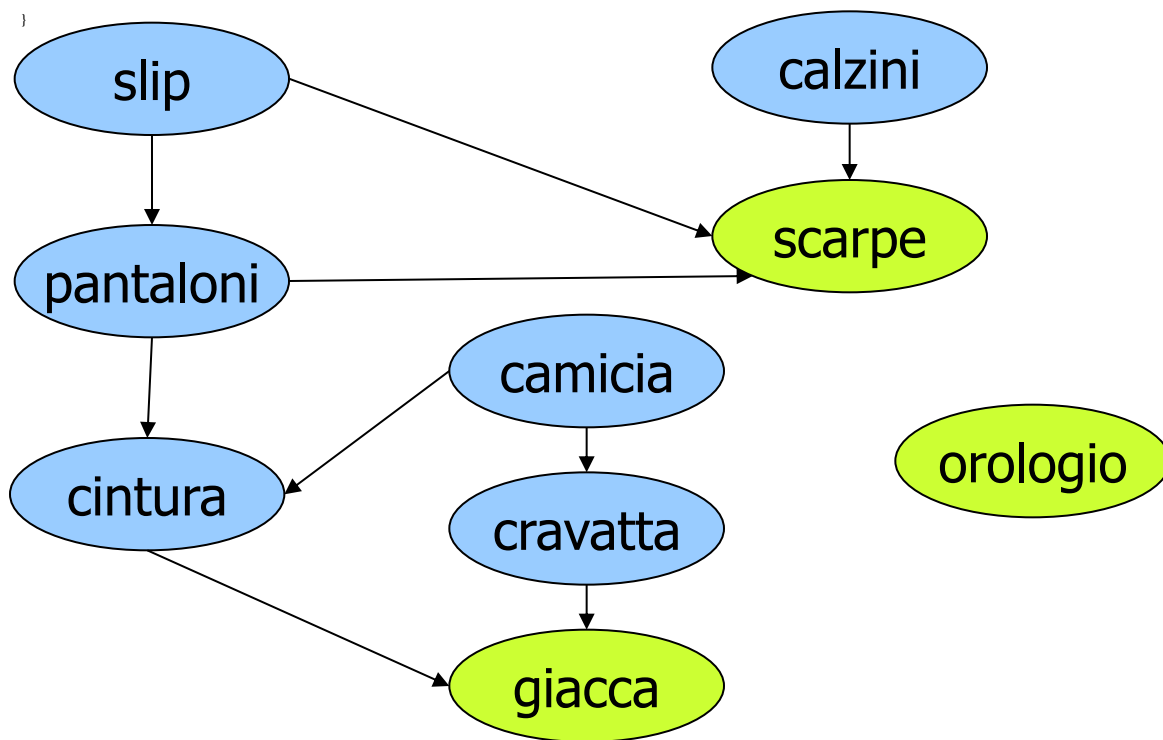 }
slip
calzini
scarpe
pantaloni
camicia
orologio
cintura
cravatta
giacca